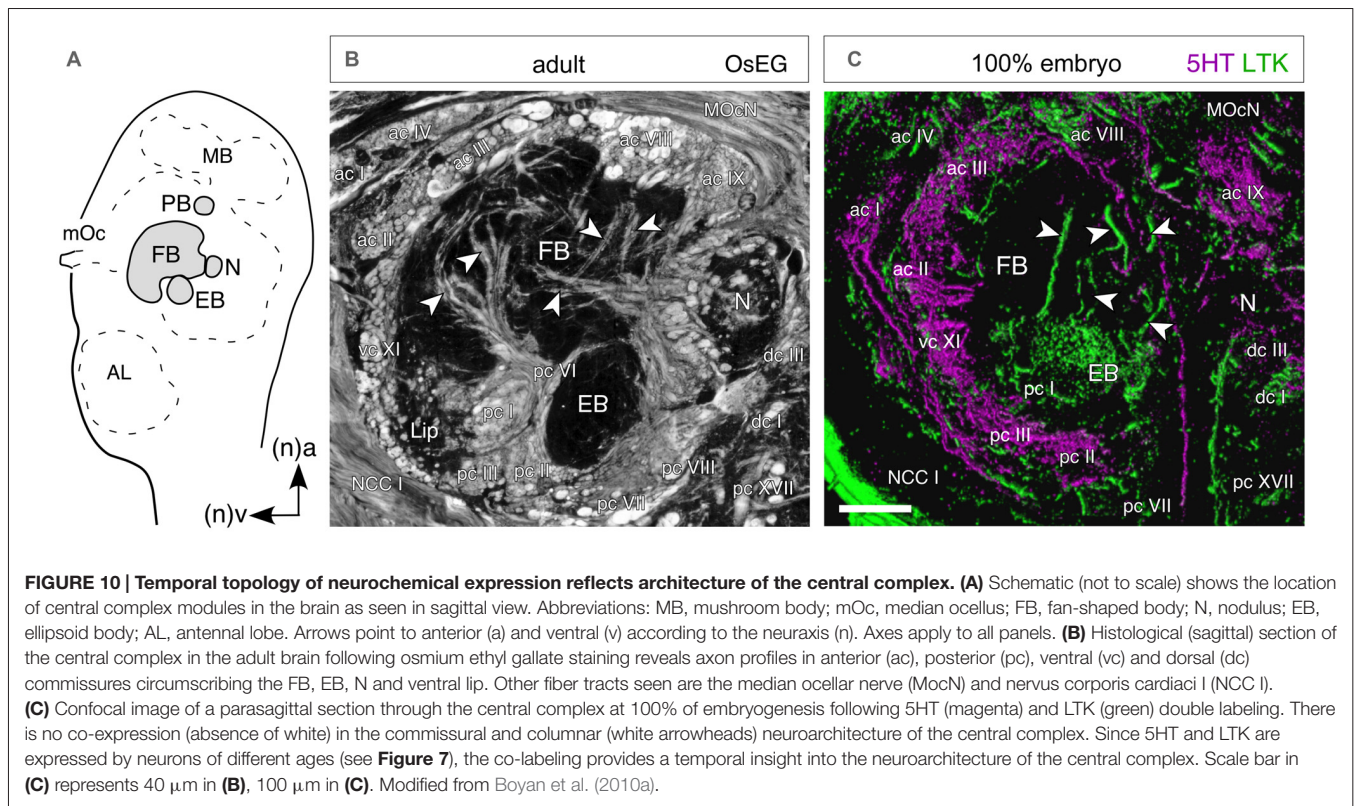 A
MB
PB
mOc
FB
N
EB
AL
(n)a
(n)v
B
adult
OsEG
MOcN
ac IV
ac VIII
ac III
ac I
ac IX
ac II
FB
N
vc XI
dc III
pc VI
EB
pc I
Lip
dc I
pc III
pc II
pc VIII
NCC I
pc VII
pc XVII
C
100% embryo
5HT LTK
MOcN
ac IV
ac VIII
ac III
ac IX
ac I
ac II
FB
N
vc XI
dc III
EB
pc I
dc I
pc III
pc II
NCC I
pc VII
pc XVII
FIGURE 10 | Temporal topology of neurochemical expression reflects architecture of the central complex. (A) Schematic (not to scale) shows the location
of central complex modules in the brain as seen in sagittal view. Abbreviations: MB, mushroom body; mOc, median ocellus; FB, fan-shaped body; N, nodulus; EB,
ellipsoid body; AL, antennal lobe. Arrows point to anterior (a) and ventral (v) according to the neuraxis (n). Axes apply to all panels. (B) Histological (sagittal) section of
the central complex in the adult brain following osmium ethyl gallate staining reveals axon profiles in anterior (ac), posterior (pc), ventral (vc) and dorsal (dc)
commissures circumscribing the FB, EB, N and ventral lip. Other fiber tracts seen are the median ocellar nerve (MocN) and nervus corporis cardiaci I (NCC I).
(C) Confocal image of a parasagittal section through the central complex at 100% of embryogenesis following 5HT (magenta) and LTK (green) double labeling. There
is no co-expression (absence of white) in the commissural and columnar (white arrowheads) neuroarchitecture of the central complex. Since 5HT and LTK are
expressed by neurons of different ages (see Figure 7), the co-labeling provides a temporal insight into the neuroarchitecture of the central complex. Scale bar in
(C) represents 40 μm in (B), 100 μm in (C). Modified from Boyan et al. (2010a).